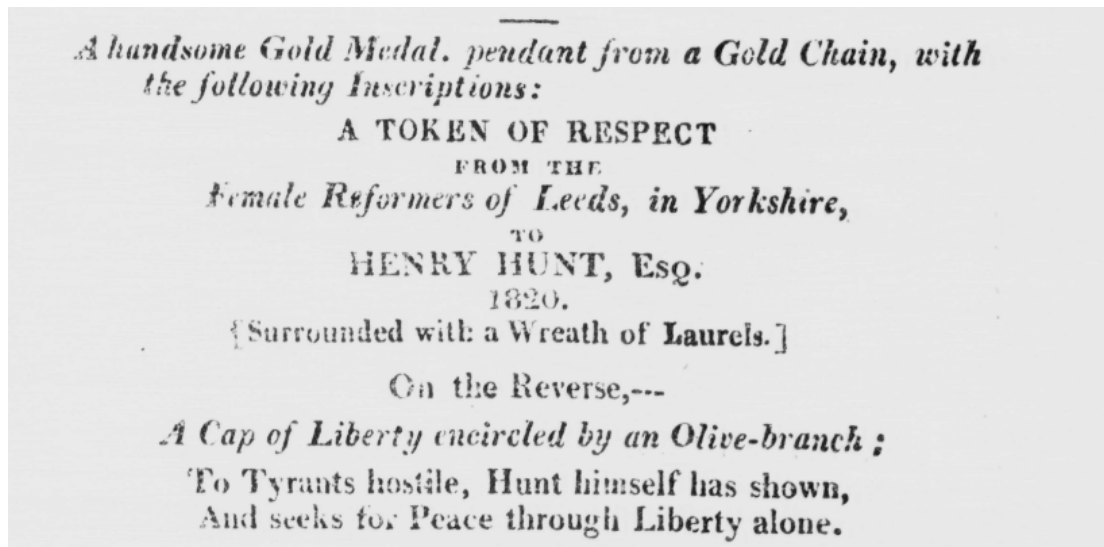 A handsome Gold Medal. pendant from a Gold Chain, with
the following Inscriptions:
A TOKEN OF RESPECT
FROM THE
Female Reformers of Leeds, in Yorkshire,
TO
HENRY HUNT, Esq.
1820.
[Surrounded with a Wreath of Laurels.]
On the Reverse,---
A Cap of Liberty encircled by an Olive-branch;
To Tyrants hostile, Hunt himself has shown,
And seeks for Peace through Liberty alone.